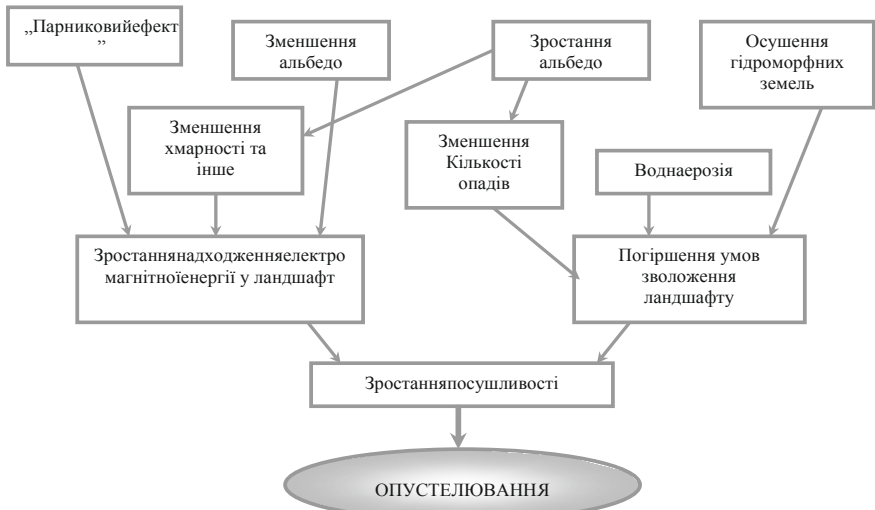 „Парниковийефект
”
Зменшення
альбедо
Зростання
альбедо
Осушення
гідроморфних
земель
Зменшення
хмарності та
інше
Зменшення
Кількості
опадів
Воднаерозія
Зростаннянадходженняелектро
магнітноїенергії у ландшафт
Погіршення умов
зволоження
ландшафту
Зростанняпосушливості
ОПУСТЕЛЮВАННЯ